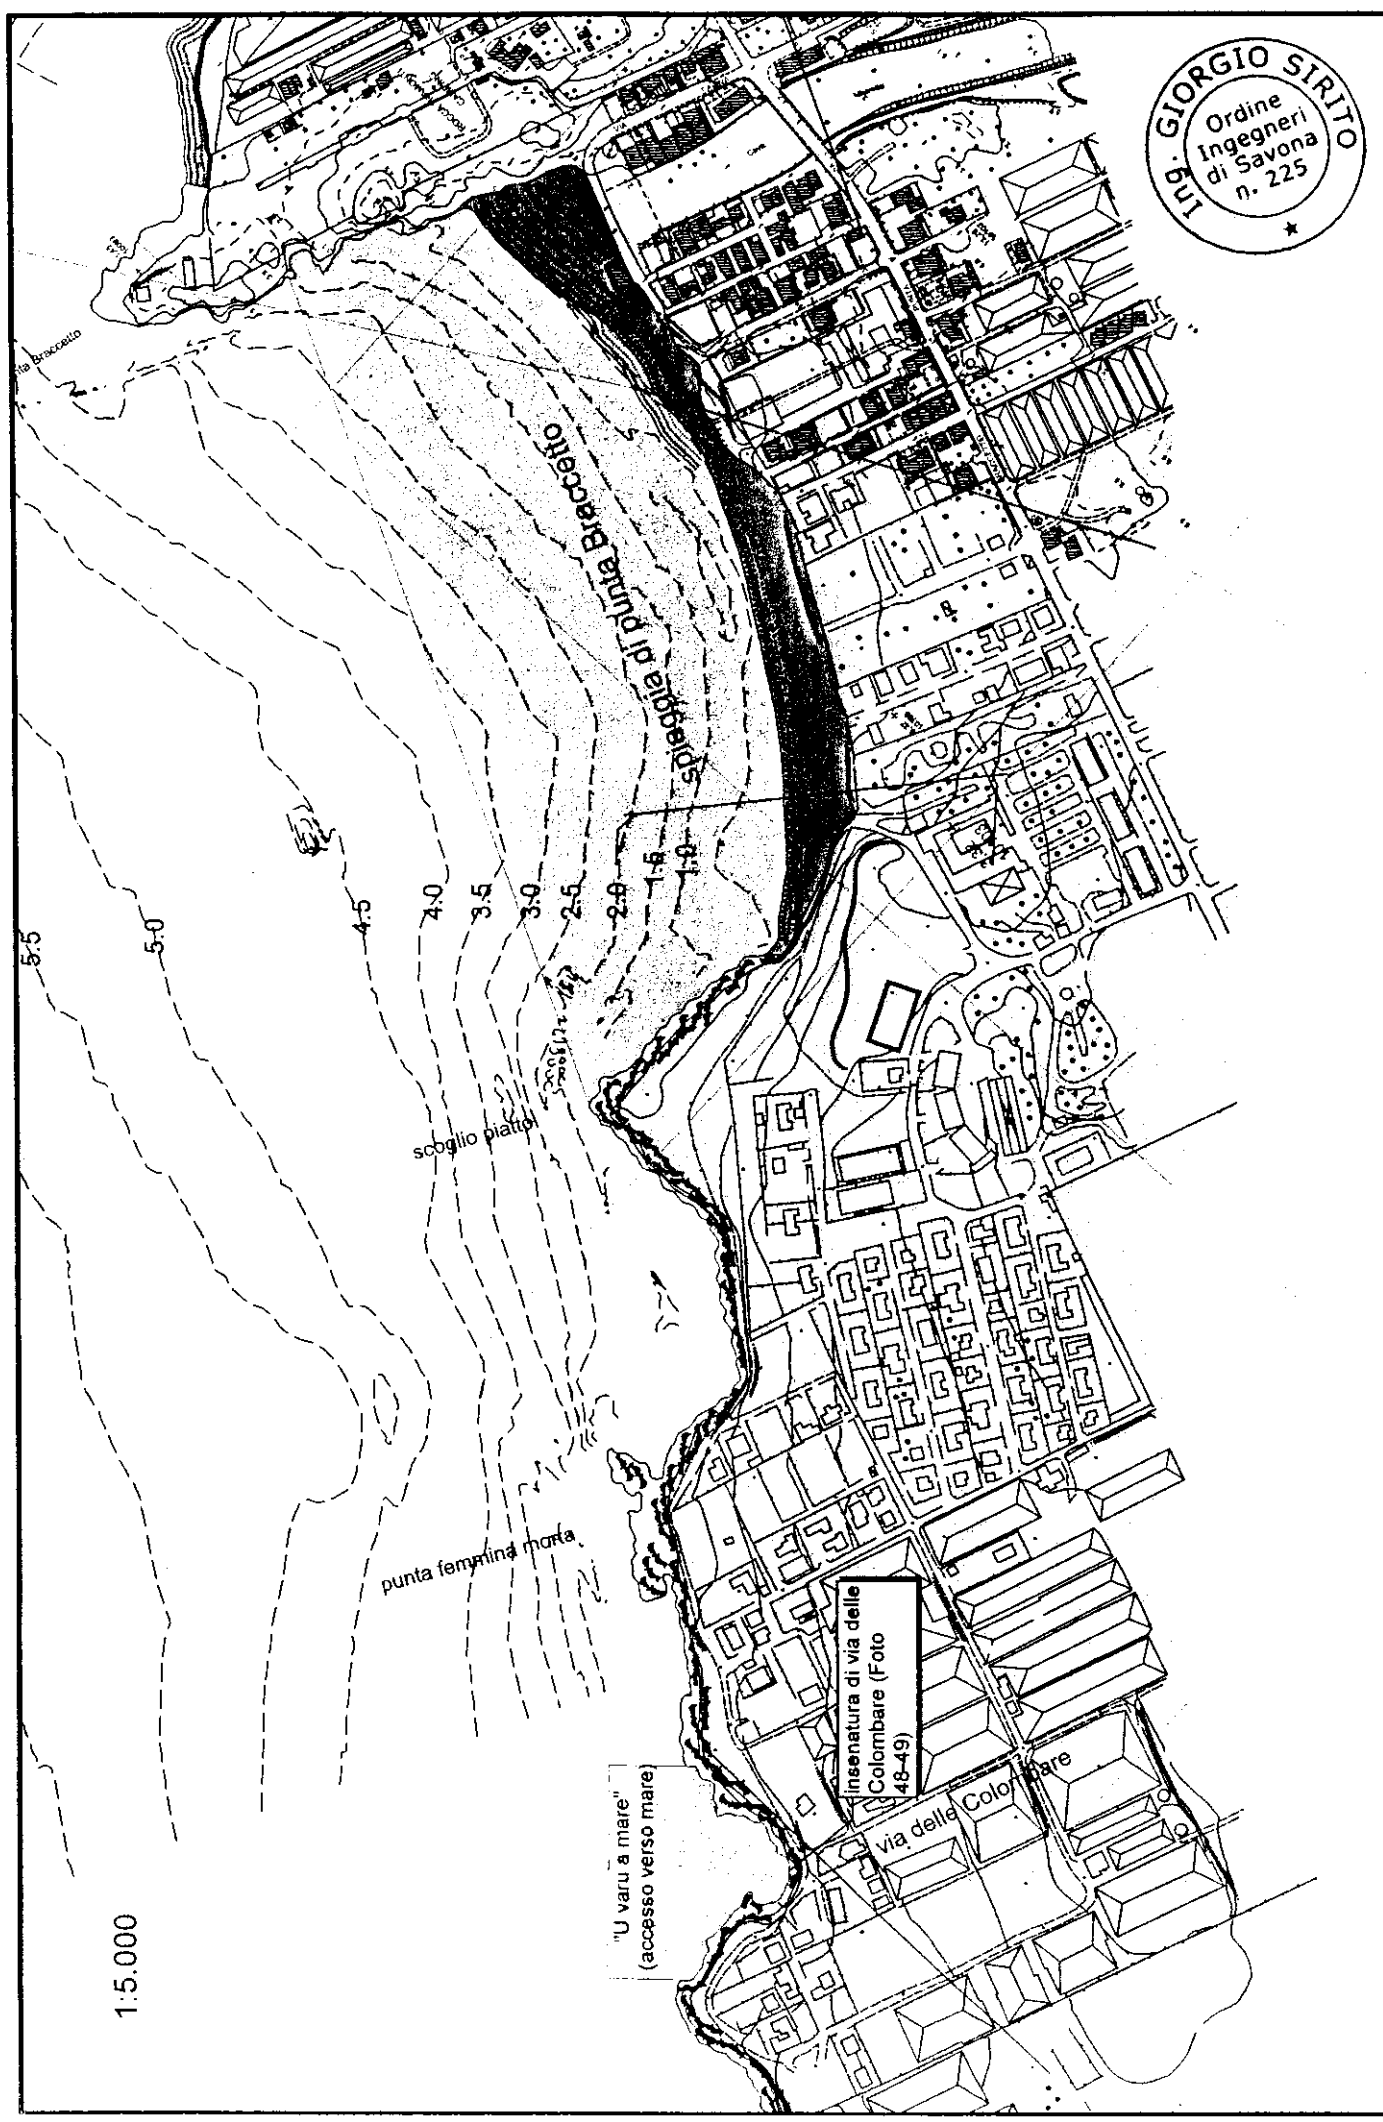 1:5.000
5.5
5.0
4.5
4.0
3.5
3.0
2.5
2.0
1.5
1.0
spiaggia di punta Braccetto
Braccetto
scoglio piatto
punta femmina morta
"U varu a mare"
(accesso verso mare)
insenatura di via delle
Colombare (Foto
48-49)
via delle Colombare
Ing. GIORGIO SIRITO
Ordine
Ingegneri
di Savona
n. 225